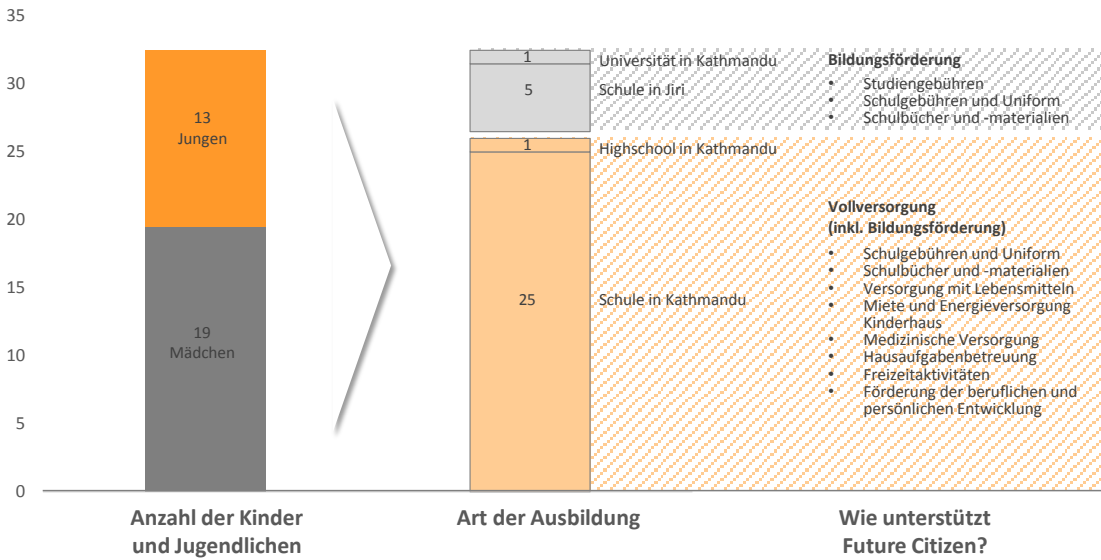 35
30
25
20
15
10
5
0
13
Jungen
19
Mädchen
Anzahl der Kinder
und Jugendlichen
1
5
1
25
Universität in Kathmandu
Schule in Jiri
Highschool in Kathmandu
Schule in Kathmandu
Art der Ausbildung
Bildungsförderung
• Studiengebühren
• Schulgebühren und Uniform
• Schulbücher und -materialien
Vollversorgung
(inkl. Bildungsförderung)
• Schulgebühren und Uniform
• Schulbücher und -materialien
• Versorgung mit Lebensmitteln
• Miete und Energieversorgung
Kinderhaus
• Medizinische Versorgung
• Hausaufgabenbetreuung
• Freizeitaktivitäten
• Förderung der beruflichen und
persönlichen Entwicklung
Wie unterstützt
Future Citizen?